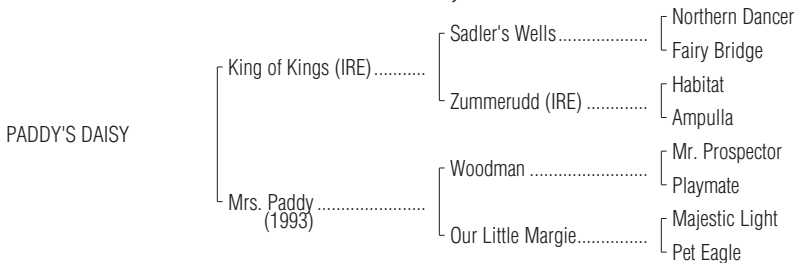 Northern Dancer
Sadler's Wells....................
Fairy Bridge
King of Kings (IRE)...........
Habitat
Zummerudd (IRE) .............
Ampulla
PADDY'S DAISY
Mr. Prospector
Woodman ..........................
Playmate
Mrs. Paddy .......................
(1993)
Majestic Light
Our Little Margie...............
Pet Eagle